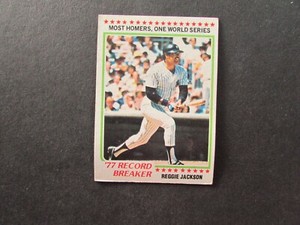 MOST HOMERS, ONE WORLD SERIES
'77 RECORD
BREAKER
REGGIE JACKSON